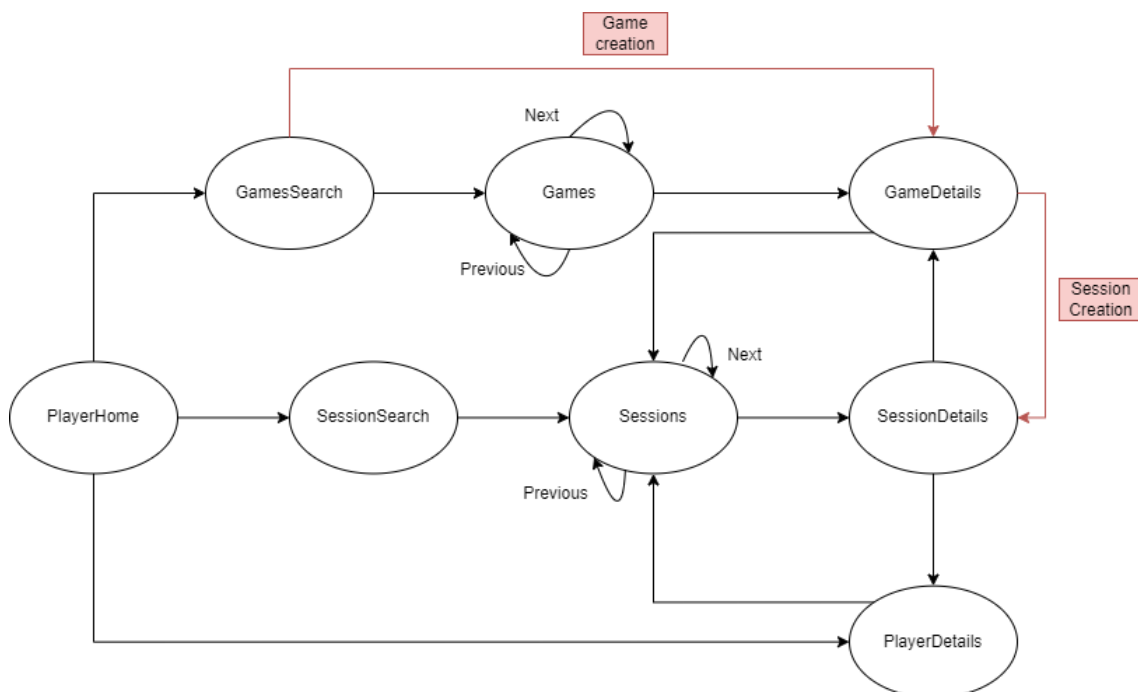 Game
creation
Next
GamesSearch
Games
GameDetails
Previous
Session
Creation
Next
PlayerHome
SessionSearch
Sessions
SessionDetails
Previous
PlayerDetails